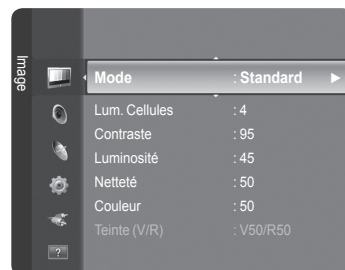 Image
Mode : Standard
Lum. Cellules : 4
Contraste : 95
Luminosité : 45
Netteté : 50
Couleur : 50
Teinte (V/R) : V50/R50
?